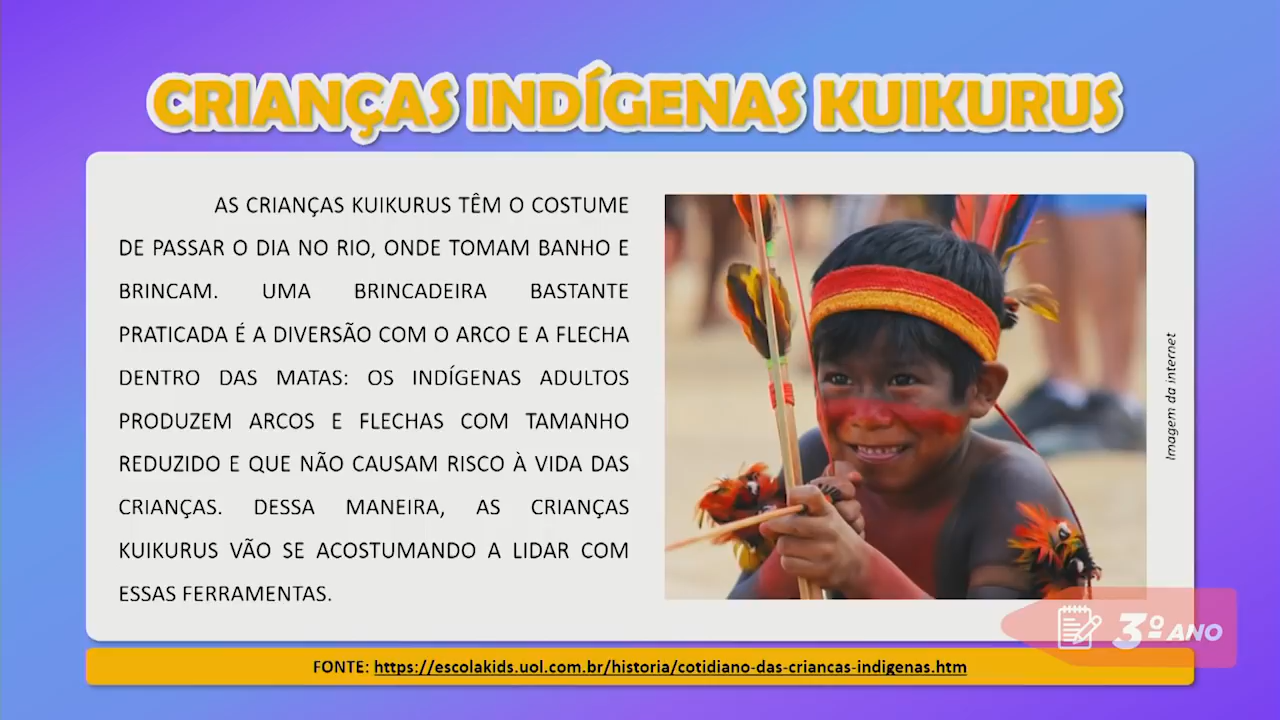 CRIANÇAS INDÍGENAS KUIKURUS
AS CRIANÇAS KUIKURUS TÊM O COSTUME
DE PASSAR O DIA NO RIO, ONDE TOMAM BANHO E
BRINCAM. UMA BRINCADEIRA BASTANTE
PRATICADA É A DIVERSÃO COM O ARCO E A FLECHA
DENTRO DAS MATAS: OS INDÍGENAS ADULTOS
PRODUZEM ARCOS E FLECHAS COM TAMANHO
REDUZIDO E QUE NÃO CAUSAM RISCO À VIDA DAS
CRIANÇAS. DESSA MANEIRA, AS CRIANÇAS
KUIKURUS VÃO SE ACOSTUMANDO A LIDAR COM
ESSAS FERRAMENTAS.
Imagem da internet
3º ANO
FONTE: https://escolakids.uol.com.br/historia/cotidiano-das-criancas-indigenas.htm